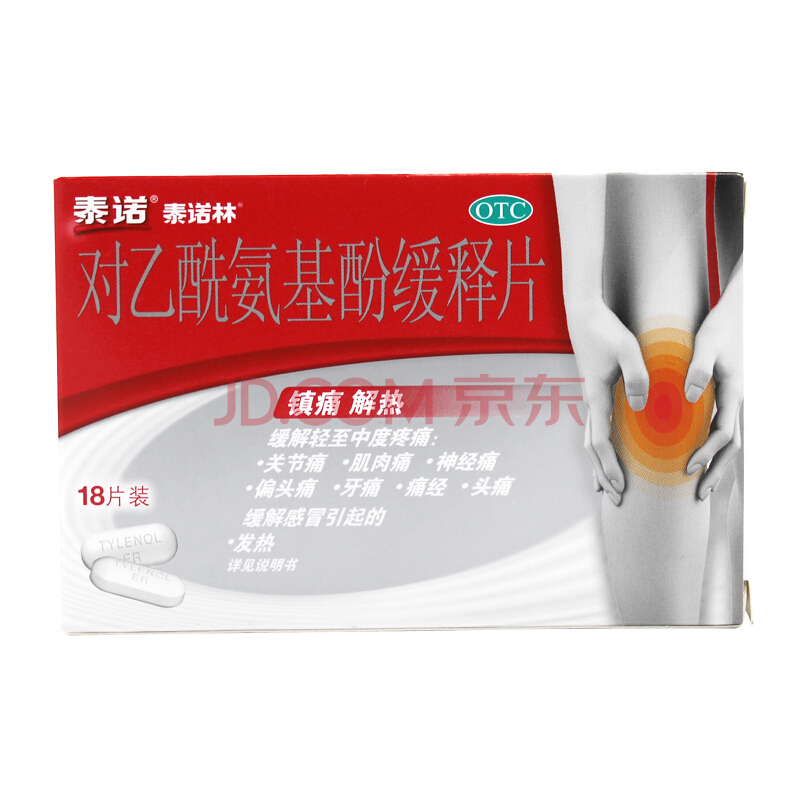 泰诺® 泰诺林®
OTC
对乙酰氨基酚缓释片
JD.COM 京东
镇痛 解热
缓解轻至中度疼痛：
·关节痛 ·肌肉痛 ·神经痛
·偏头痛 ·牙痛 ·痛经 ·头痛
缓解感冒引起的
·发热
详见说明书
18片装
TYLENOL
ER
TYLENOL
ER